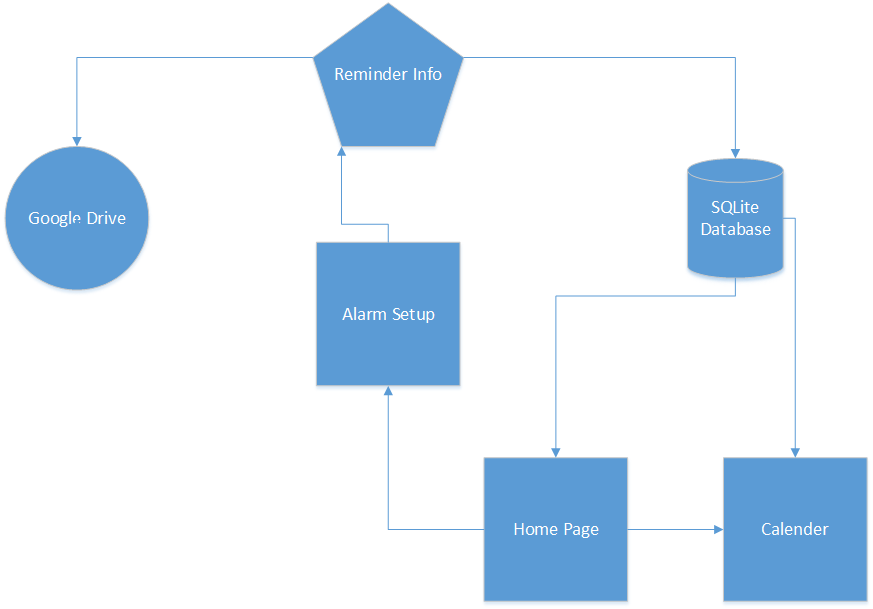 Reminder Info
Google Drive
SQLite
Database
Alarm Setup
Home Page
Calender